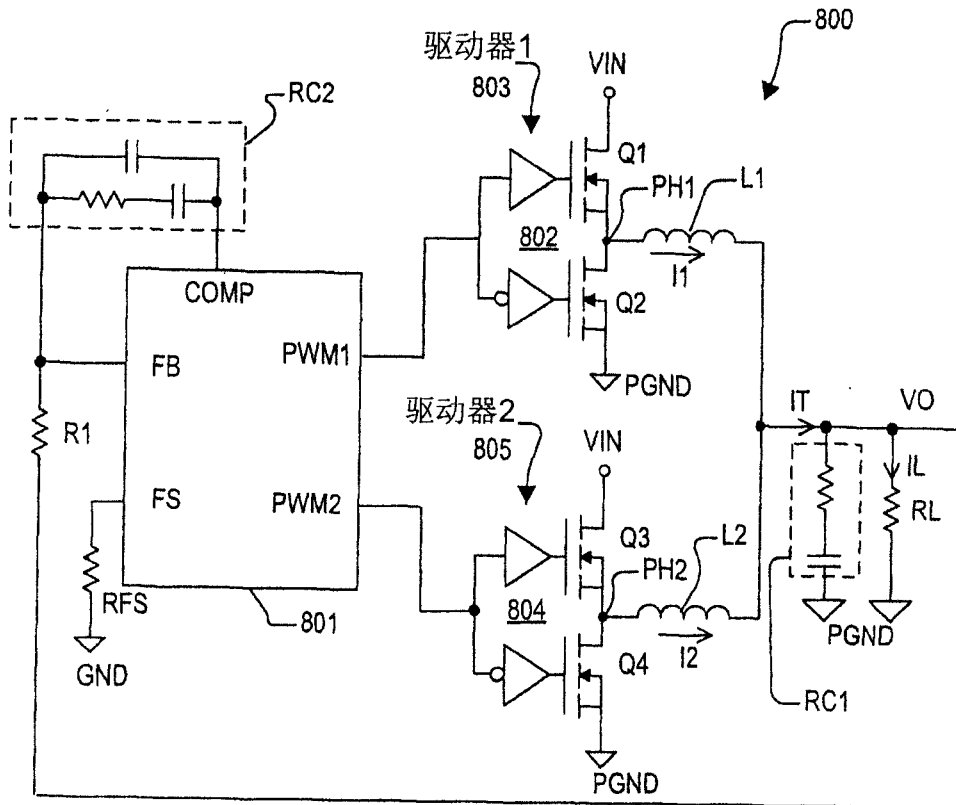 800
驱动器1
803
VIN
RC2
Q1
PH1
L1
802
I1
Q2
COMP
PWM1
FB
PGND
驱动器2
805
VIN
IT
VO
R1
IL
RL
FS
PWM2
Q3
PH2
L2
RFS
801
804
I2
Q4
PGND
GND
RC1
PGND